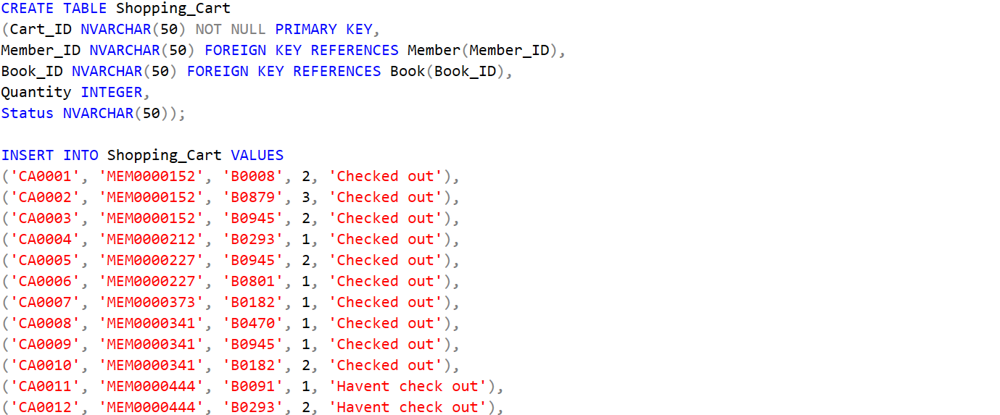 CREATE TABLE Shopping_Cart
(Cart_ID NVARCHAR(50) NOT NULL PRIMARY KEY,
Member_ID NVARCHAR(50) FOREIGN KEY REFERENCES Member(Member_ID),
Book_ID NVARCHAR(50) FOREIGN KEY REFERENCES Book(Book_ID),
Quantity INTEGER,
Status NVARCHAR(50));
INSERT INTO Shopping_Cart VALUES
('CA0001', 'MEM0000152', 'B0008', 2, 'Checked out'),
('CA0002', 'MEM0000152', 'B0879', 3, 'Checked out'),
('CA0003', 'MEM0000152', 'B0945', 2, 'Checked out'),
('CA0004', 'MEM0000212', 'B0293', 1, 'Checked out'),
('CA0005', 'MEM0000227', 'B0945', 2, 'Checked out'),
('CA0006', 'MEM0000227', 'B0801', 1, 'Checked out'),
('CA0007', 'MEM0000373', 'B0182', 1, 'Checked out'),
('CA0008', 'MEM0000341', 'B0470', 1, 'Checked out'),
('CA0009', 'MEM0000341', 'B0945', 1, 'Checked out'),
('CA0010', 'MEM0000341', 'B0182', 2, 'Checked out'),
('CA0011', 'MEM0000444', 'B0091', 1, 'Havent check out'),
('CA0012', 'MEM0000444', 'B0293', 2, 'Havent check out'),